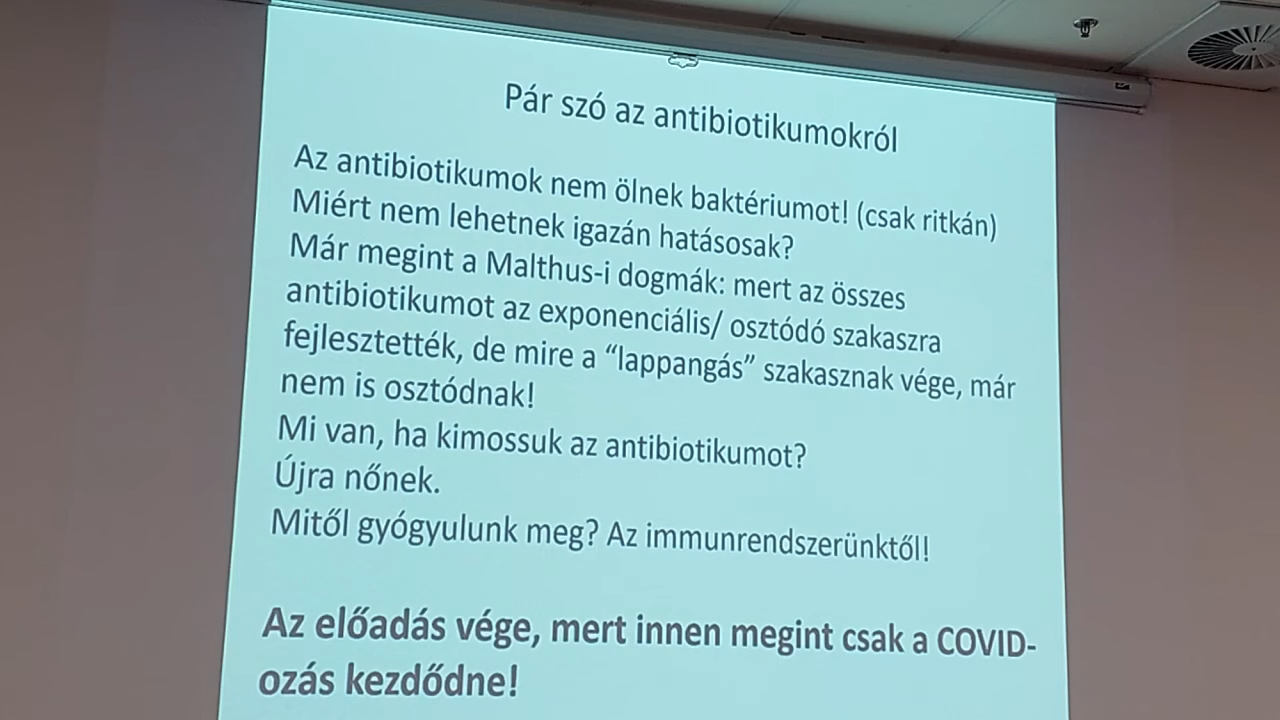 Pár szó az antibiotikumokról
Az antibiotikumok nem ölnek baktériumot! (csak ritkán)
Miért nem lehetnek igazán hatásosak?
Már megint a Malthus-i dogmák: mert az összes
antibiotikumot az exponenciális/ osztódó szakaszra
fejlesztették, de mire a “lappangás” szakasznak vége, már
nem is osztódnak!
Mi van, ha kimossuk az antibiotikumot?
Újra nőnek.
Mitől gyógyulunk meg? Az immunrendszerünktől!
Az előadás vége, mert innen megint csak a COVID-
ozás kezdődne!